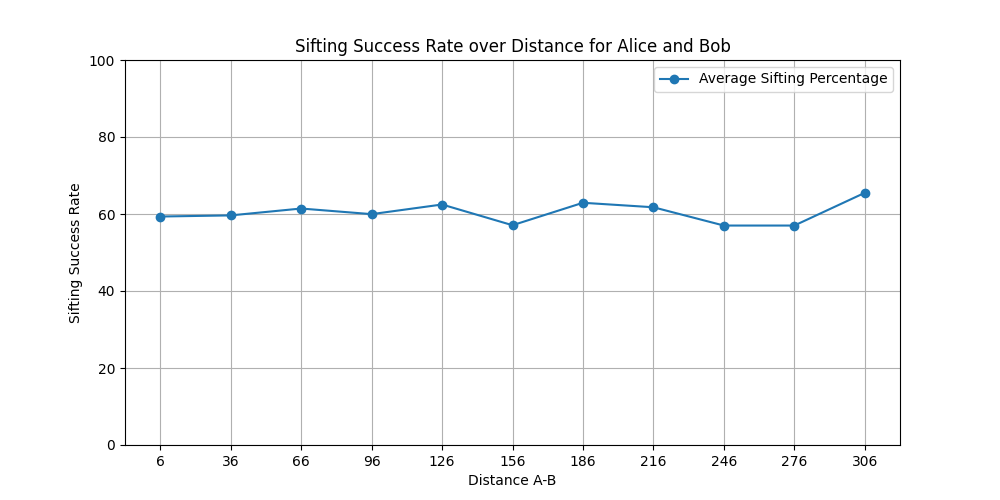 Sifting Success Rate over Distance for Alice and Bob
Average Sifting Percentage
100
80
60
40
20
0
Sifting Success Rate
6 36 66 96 126 156 186 216 246 276 306
Distance A-B